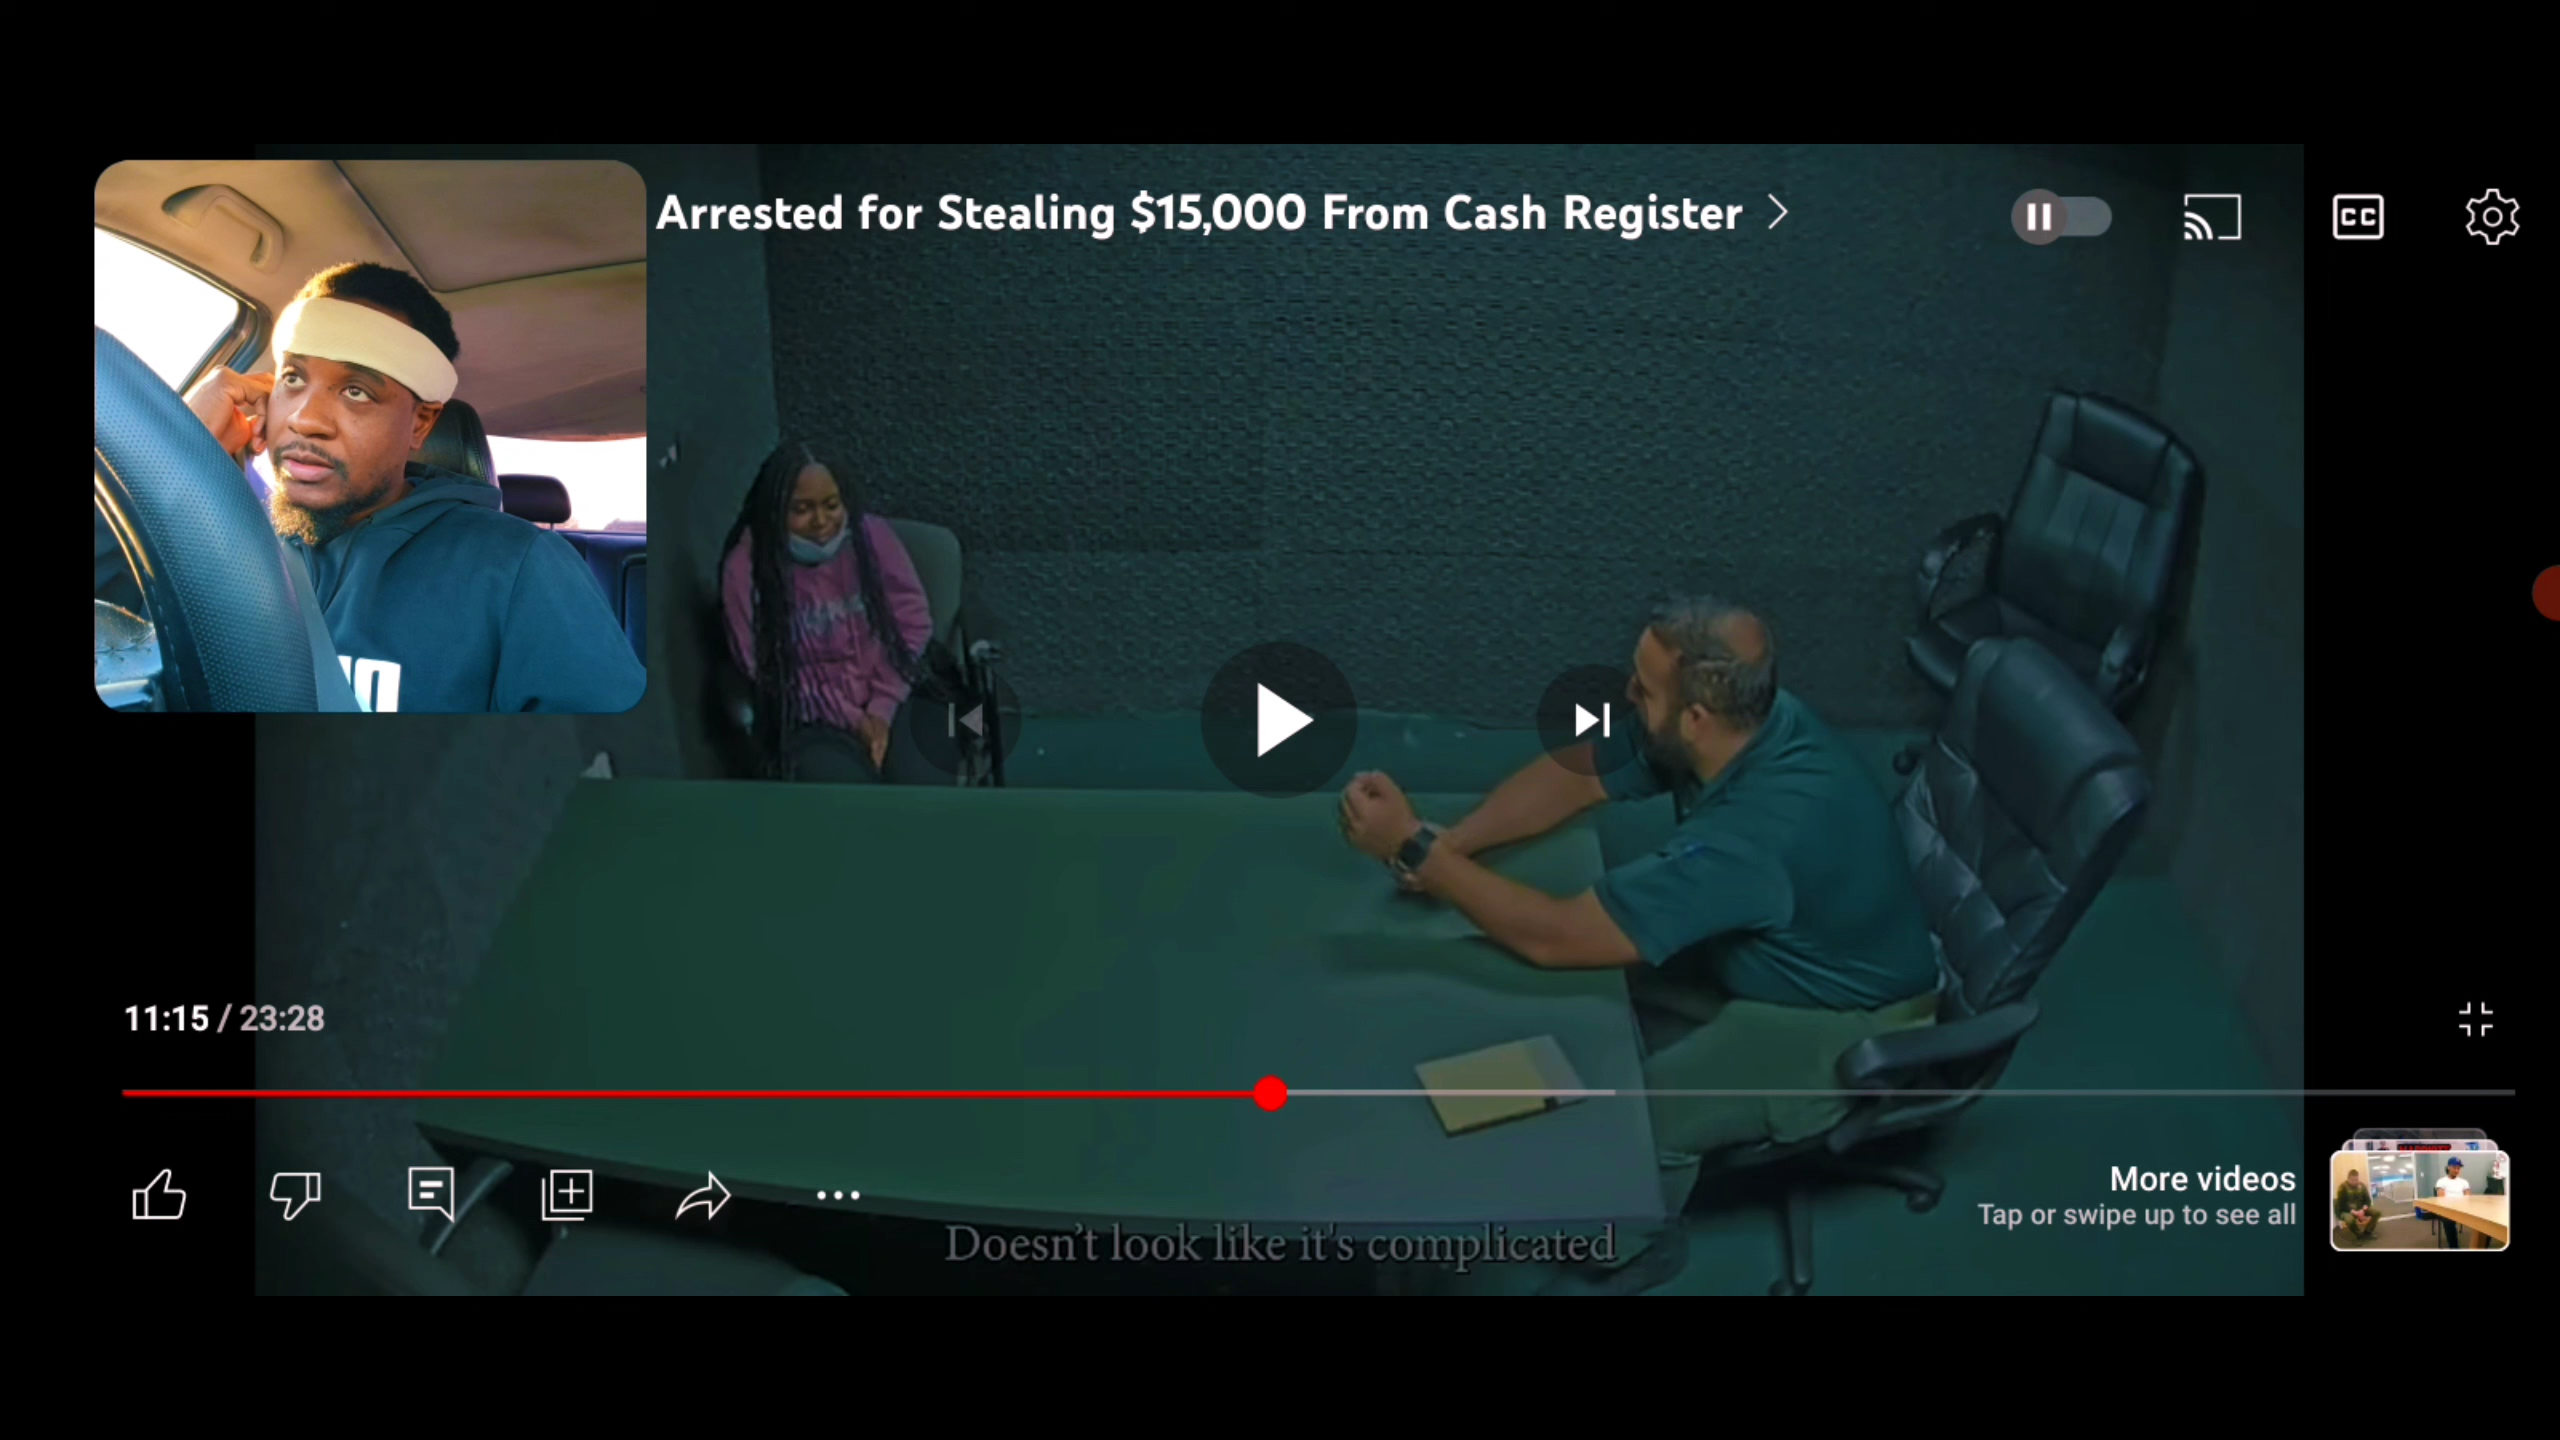 Arrested for Stealing $15,000 From Cash Register
CC
11:15 / 23:28
More videos
Tap or swipe up to see all
Doesn't look like it's complicated